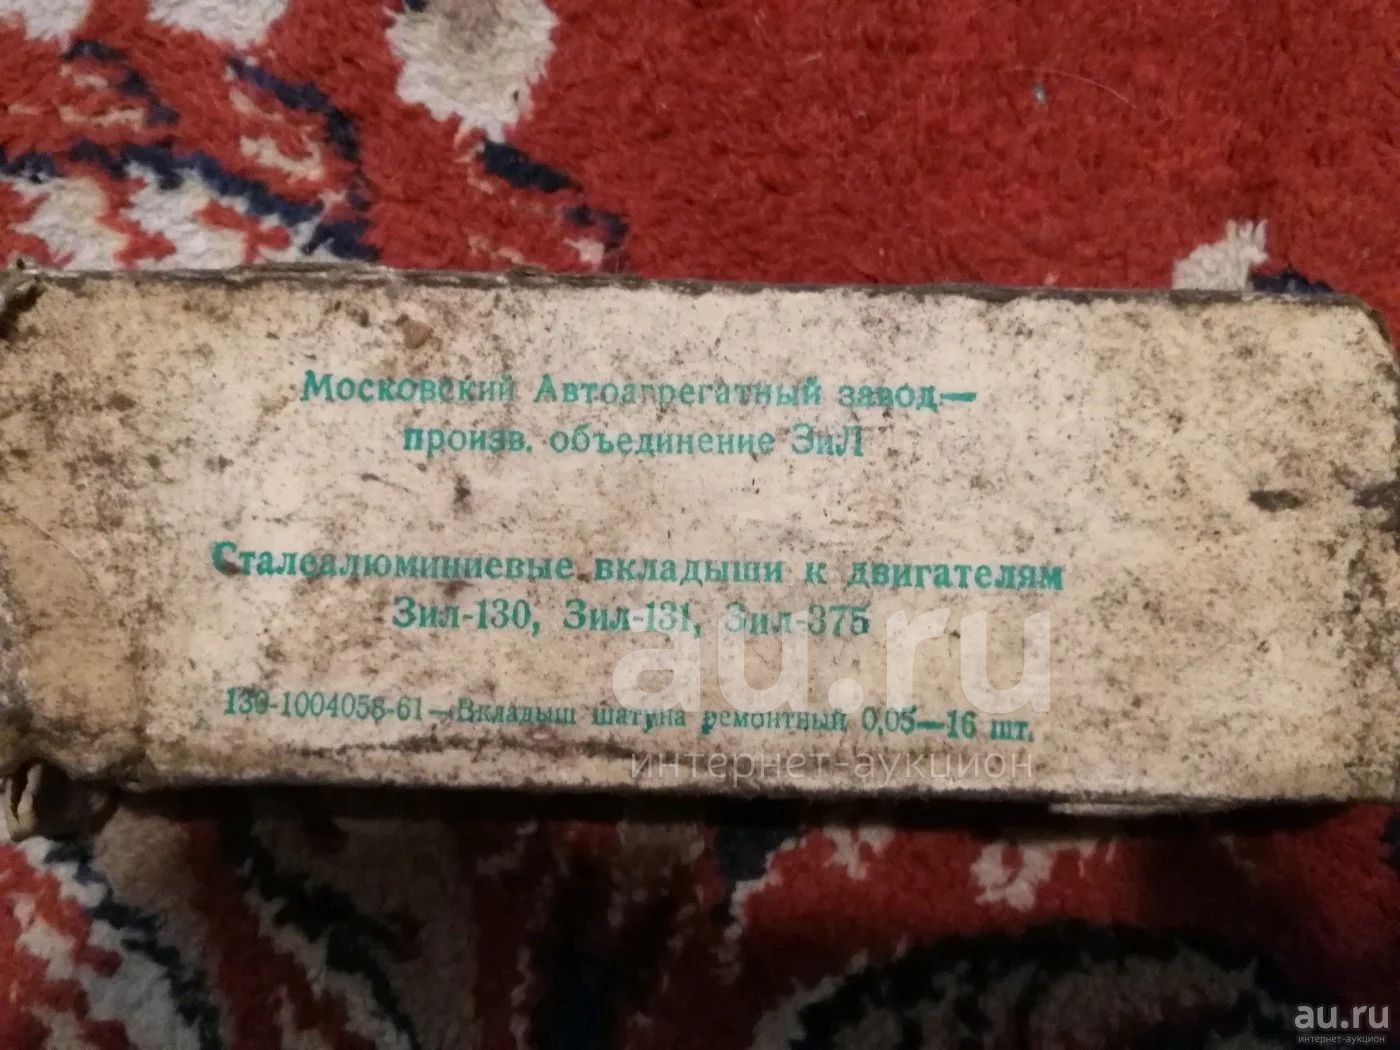 Московский Автоагрегатный завод—
произв. объединение ЗиЛ
Сталеалюминиевые вкладыши к двигателям
Зил-130, Зил-131, Зил-375
130-1004058-61—Вкладыш шатуна ремонтный 0,05—16 шт.
au.ru
интернет-аукцион
au.ru
интернет-аукцион